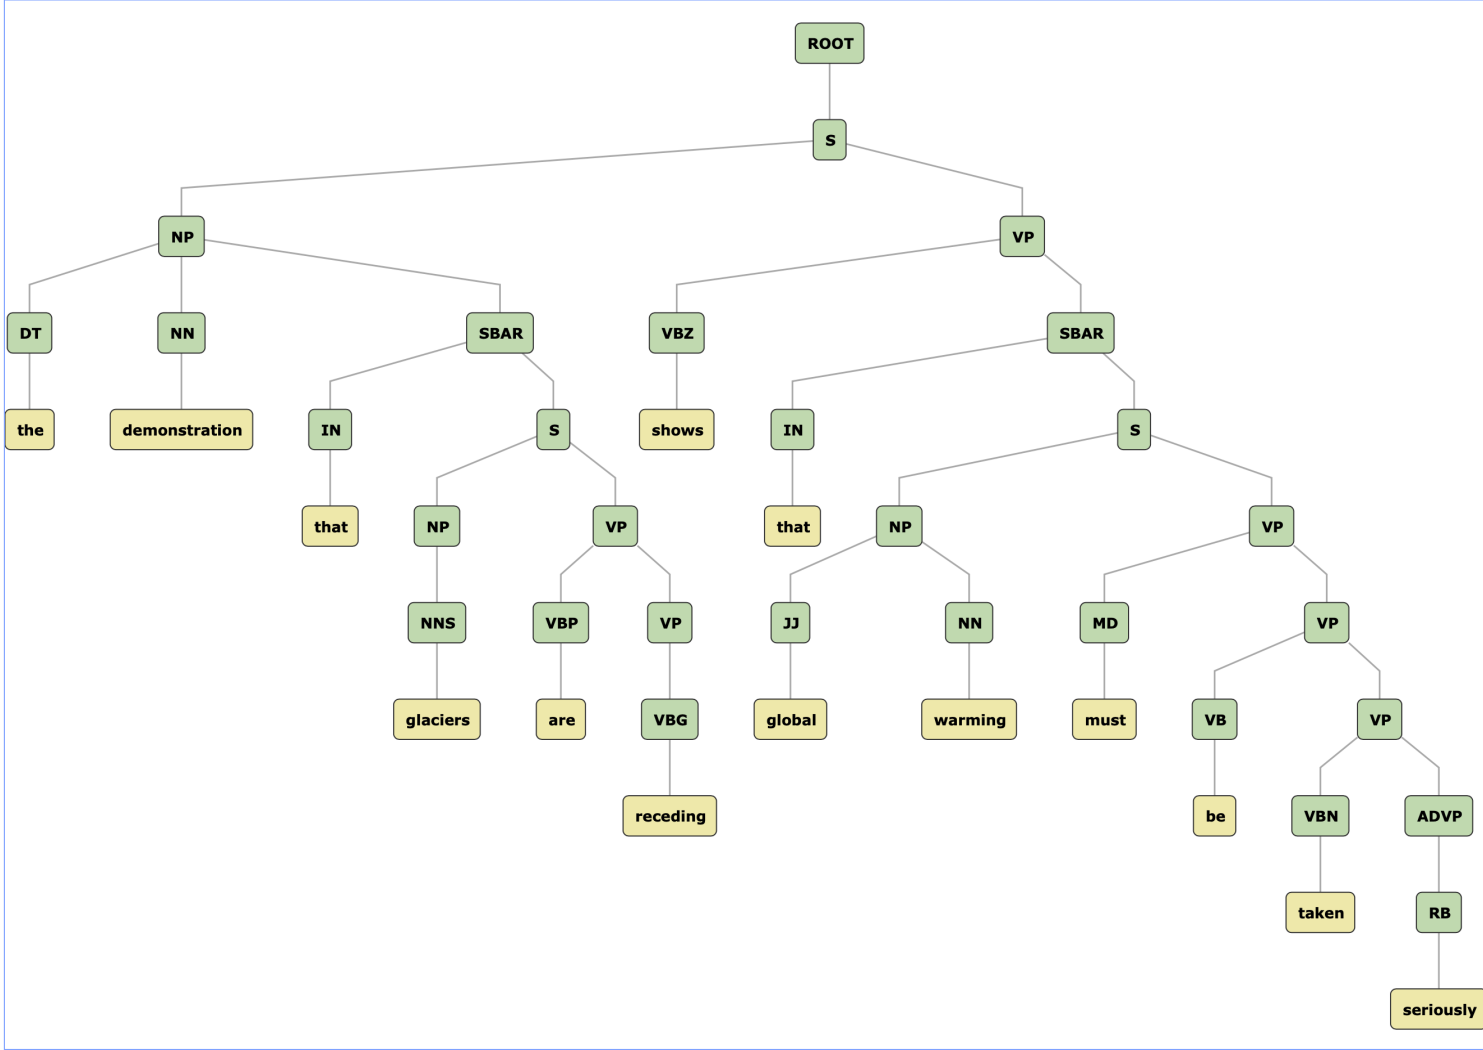 ROOT
S
NP VP
DT NN SBAR VBZ SBAR
the demonstration IN S shows IN S
that NP VP that NP VP
NNS VBP VP JJ NN MD VP
glaciers are VBG global warming must VB VP
receding be VBN ADVP
taken RB
seriously